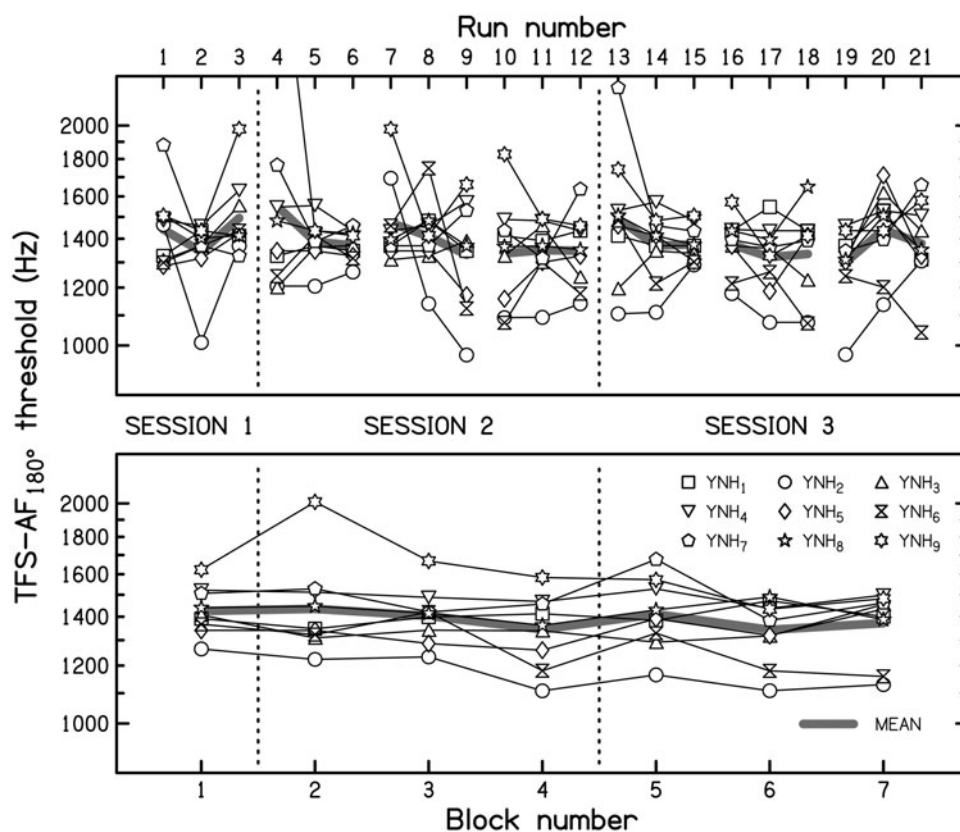 Run number
1 2 3 4 5 6 7 8 9 10 11 12 13 14 15 16 17 18 19 20 21
2000
1800
1600
1400
1200
1000
TFS-AF180° threshold (Hz)
SESSION 1 SESSION 2 SESSION 3
2000
1800
1600
1400
1200
1000
YNH1 YNH2 YNH3
YNH4 YNH5 YNH6
YNH7 YNH8 YNH9
MEAN
1 2 3 4 5 6 7
Block number